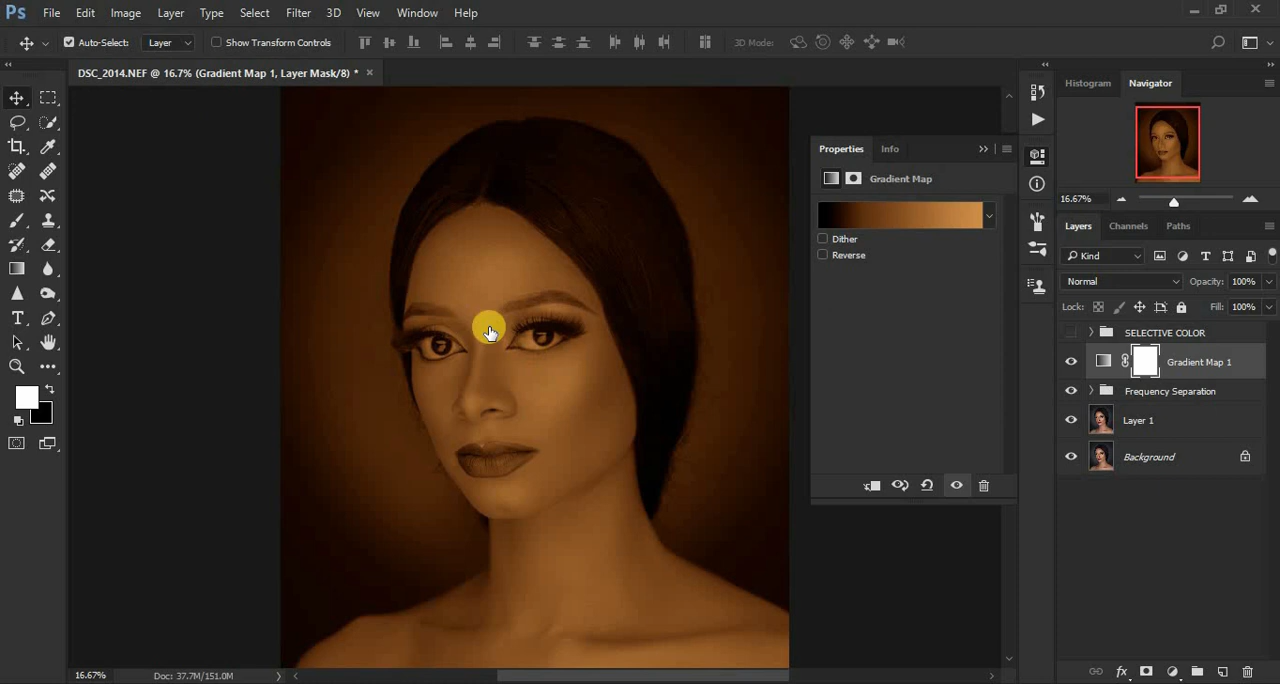 Ps File Edit Image Layer Type Select Filter 3D View Window Help
Auto-Select: Layer Show Transform Controls 3D Mode:
DSC_2014.NEF @ 16.7% (Gradient Map 1, Layer Mask/8) * ×
Histogram Navigator
Properties Info
Gradient Map
16.67%
Layers Channels Paths
Dither
Reverse
Kind
Normal Opacity: 100%
Lock: Fill: 100%
SELECTIVE COLOR
Gradient Map 1
Frequency Separation
Layer 1
Background
16.67% Doc: 37.7M/151.0M